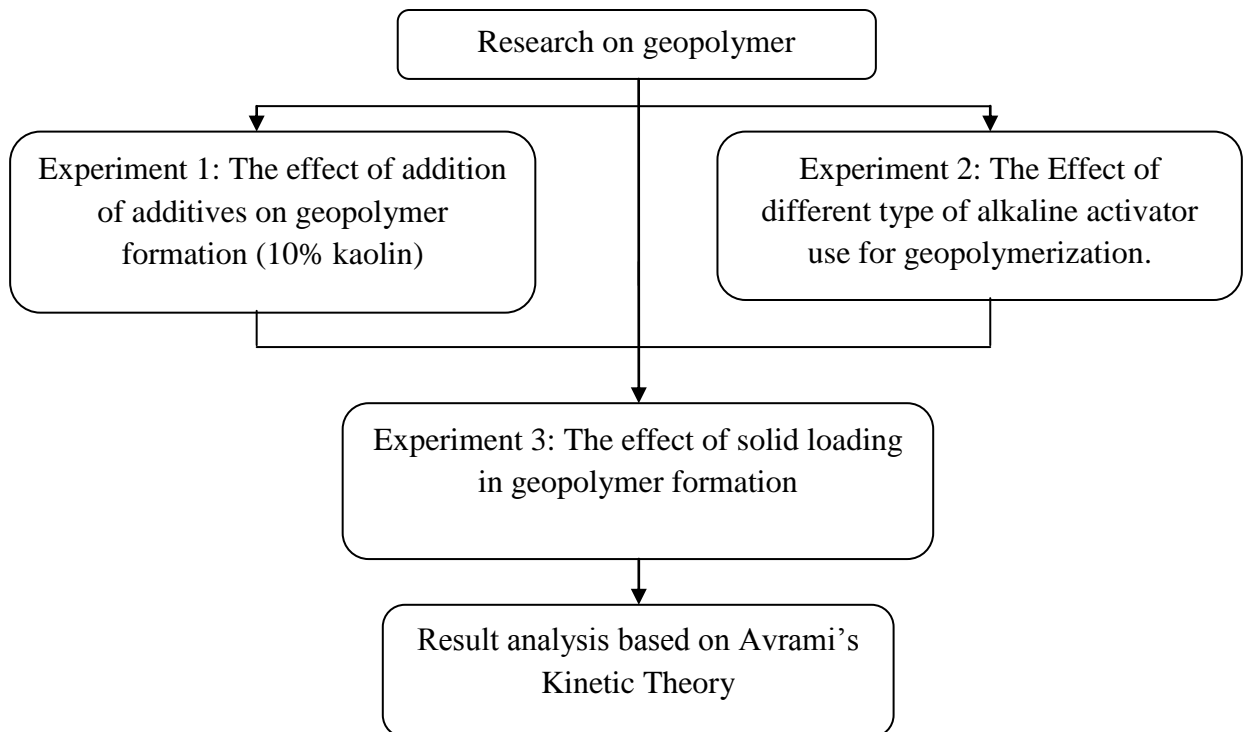 Research on geopolymer
Experiment 1: The effect of addition
of additives on geopolymer
formation (10% kaolin)
Experiment 2: The Effect of
different type of alkaline activator
use for geopolymerization.
Experiment 3: The effect of solid loading
in geopolymer formation
Result analysis based on Avrami’s
Kinetic Theory